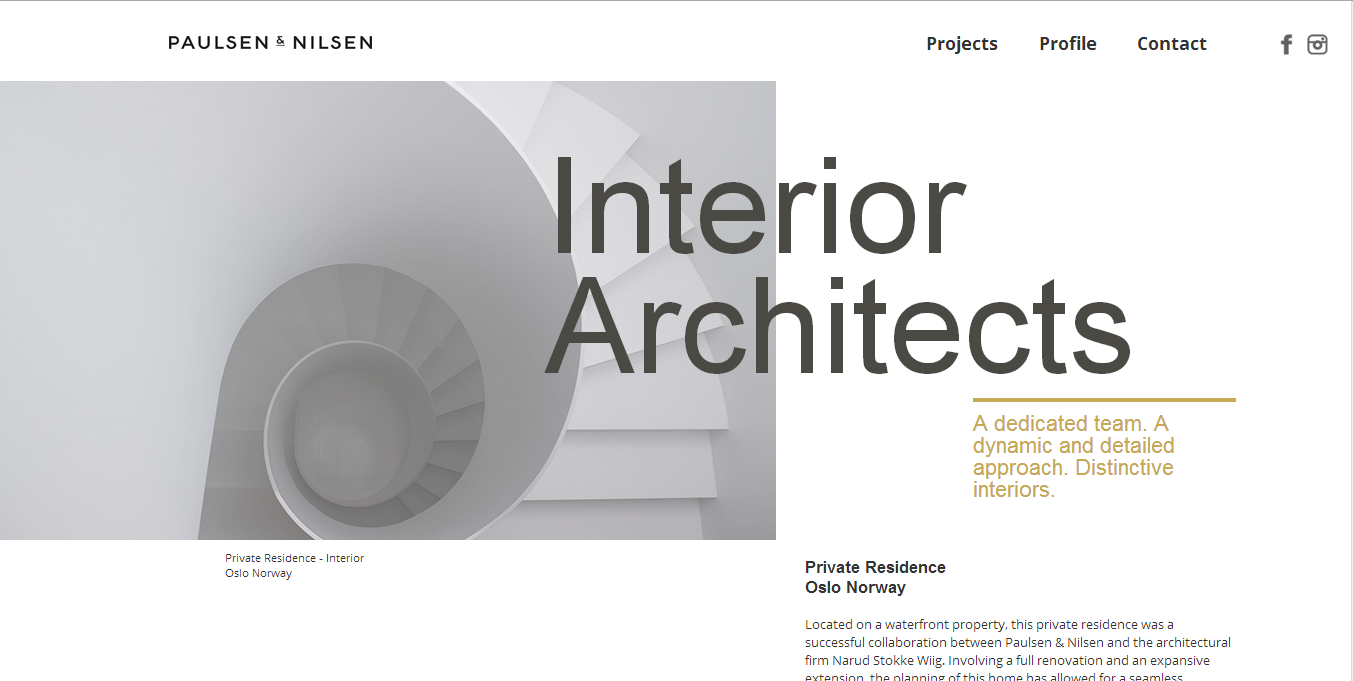 PAULSEN & NILSEN
Projects Profile Contact
Interior
Architects
A dedicated team. A
dynamic and detailed
approach. Distinctive
interiors.
Private Residence - Interior
Oslo Norway
Private Residence
Oslo Norway
Located on a waterfront property, this private residence was a
successful collaboration between Paulsen & Nilsen and the architectural
firm Narud Stokke Wiig. Involving a full renovation and an expansive
extension, the planning of this home has allowed for a seamless